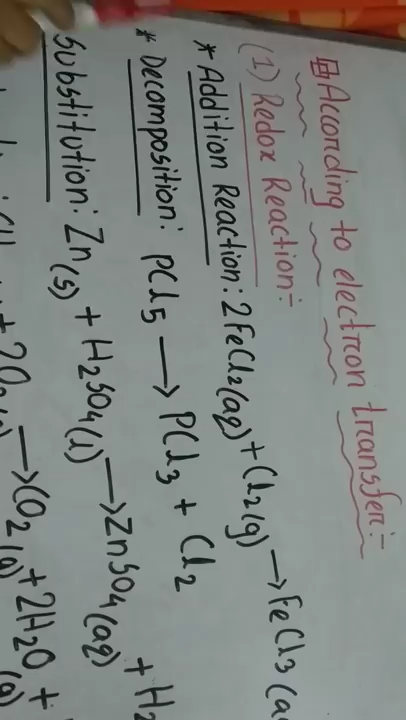 According to electron transfer:-
(1) Redox Reaction:-
* Addition Reaction: 2FeCl2(aq) + Cl2(g) → FeCl3(a
* Decomposition: PCl5 → PCl3 + Cl2
Substitution: Zn(s) + H2SO4(l) → ZnSO4(aq) + H2
+ 2O2 → CO2(g) + 2H2O(g) +